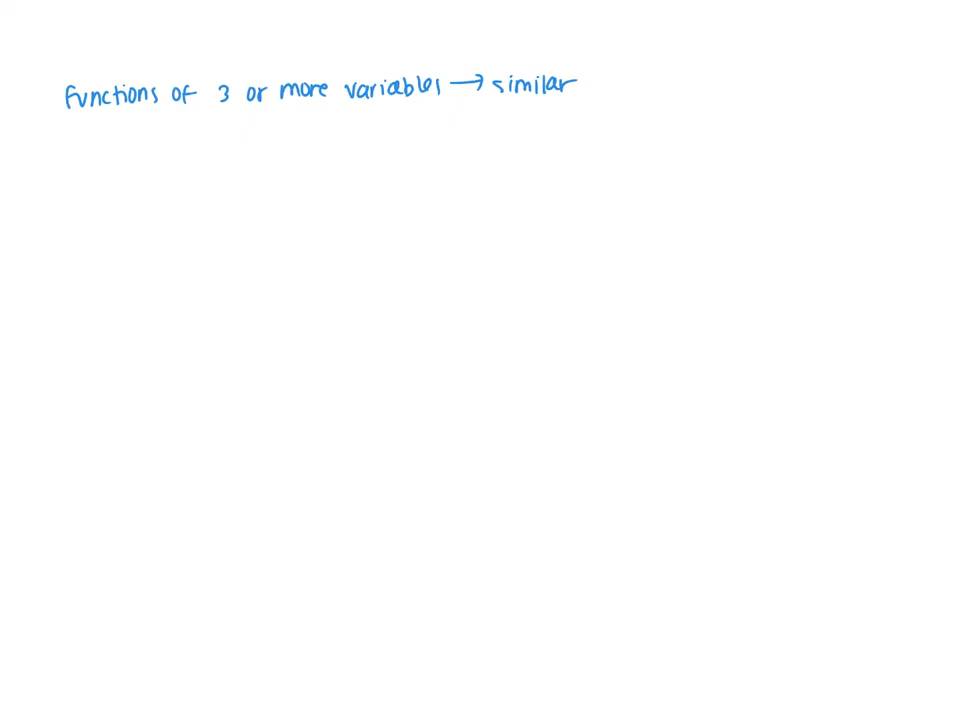 functions of 3 or more variables → similar